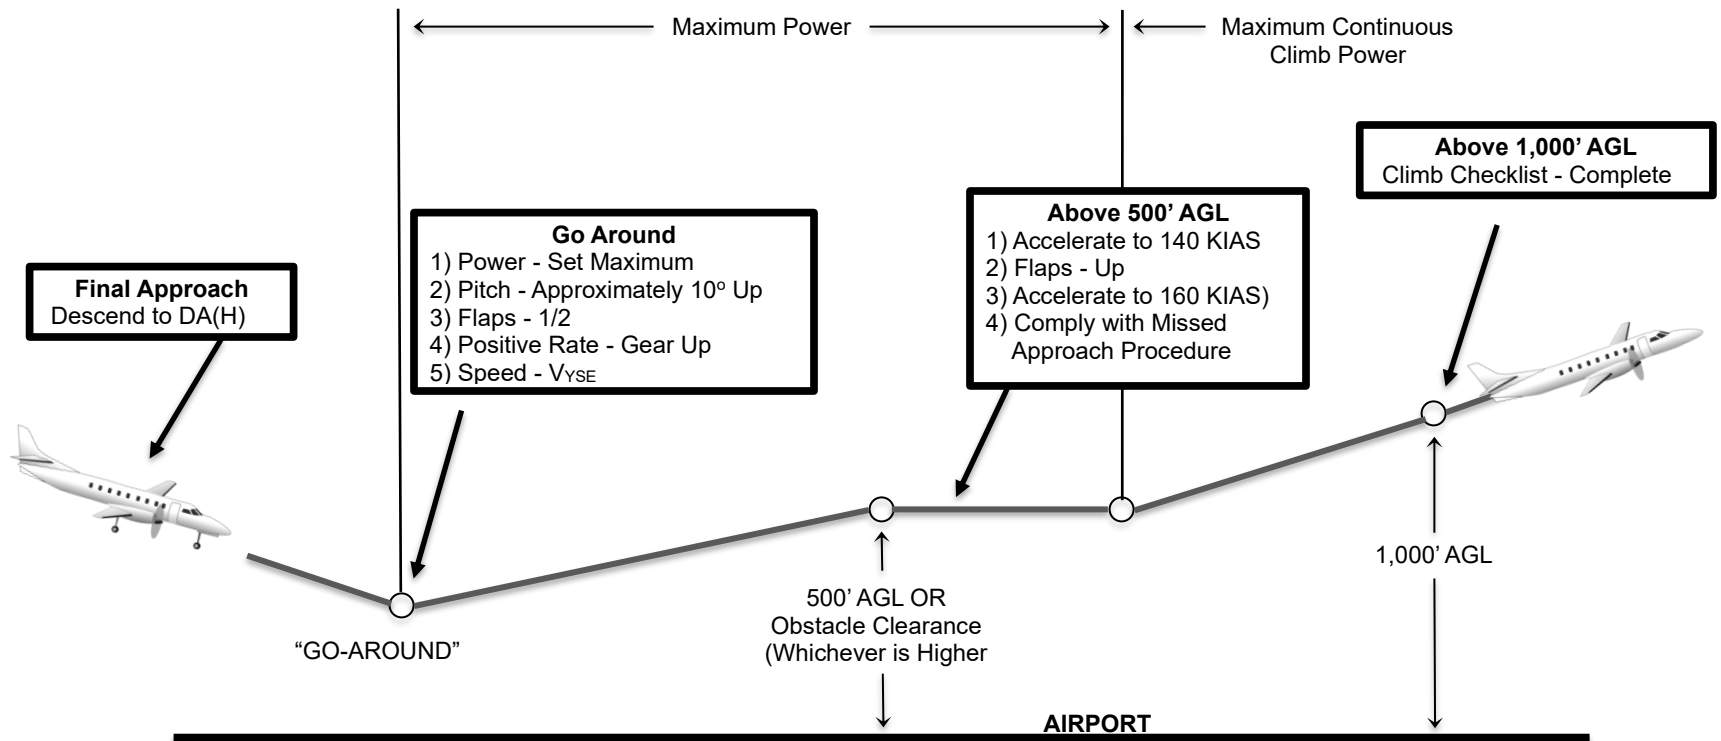 Maximum Power
Maximum Continuous
Climb Power
Above 1,000’ AGL
Climb Checklist - Complete
Above 500’ AGL
1) Accelerate to 140 KIAS
2) Flaps - Up
3) Accelerate to 160 KIAS)
4) Comply with Missed
Approach Procedure
Go Around
1) Power - Set Maximum
2) Pitch - Approximately 10º Up
3) Flaps - 1/2
4) Positive Rate - Gear Up
5) Speed - VYSE
Final Approach
Descend to DA(H)
1,000’ AGL
500’ AGL OR
Obstacle Clearance
(Whichever is Higher
“GO-AROUND”
AIRPORT